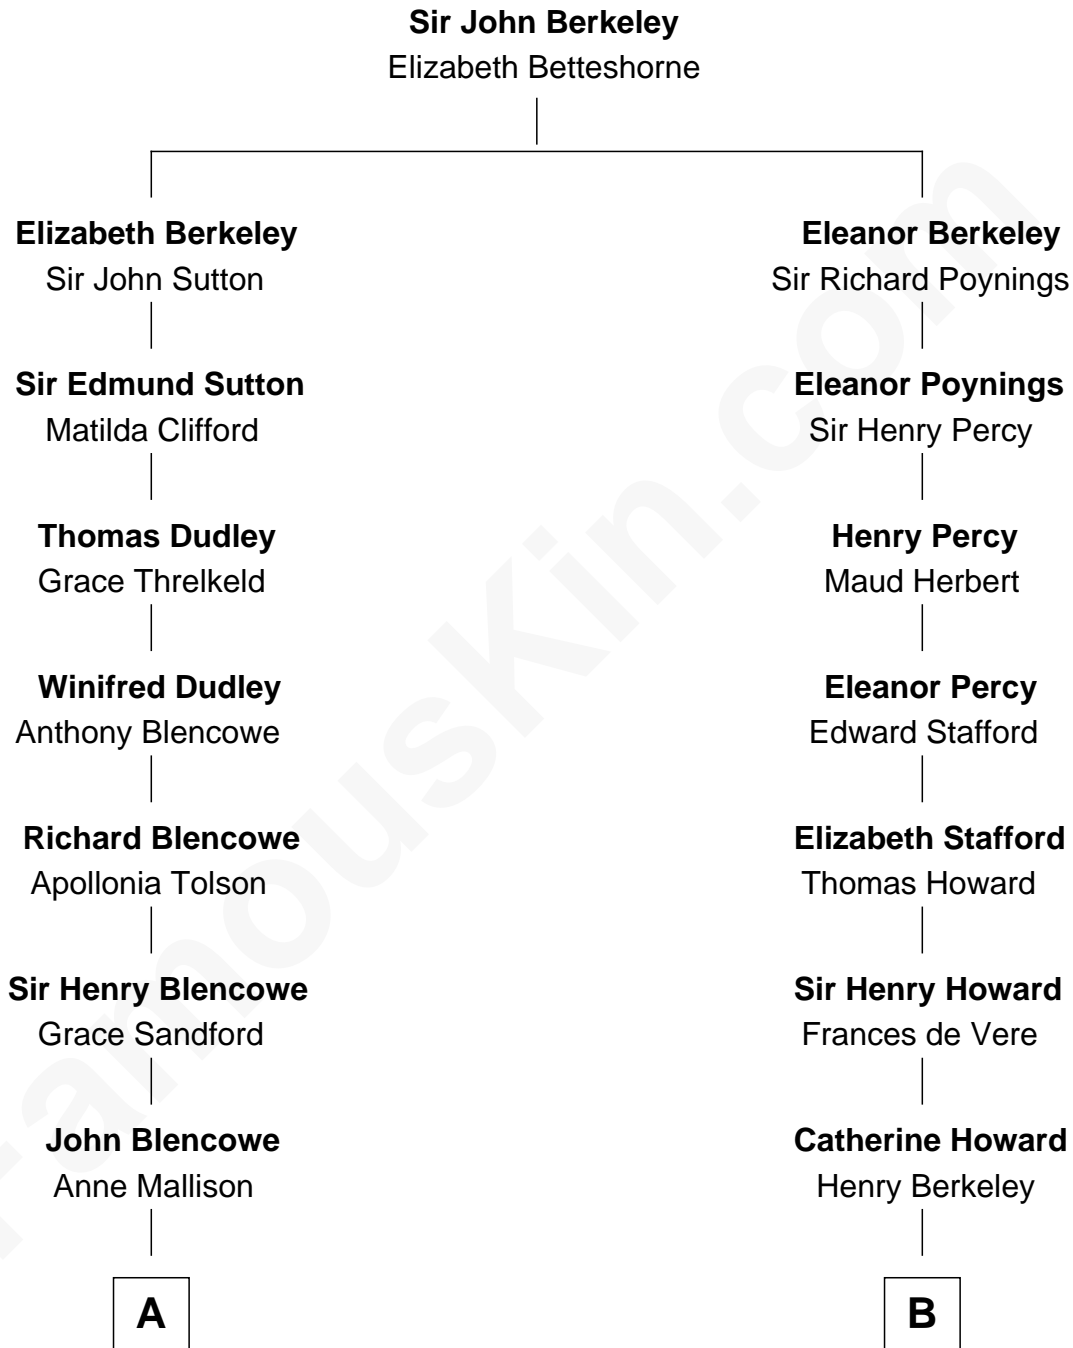 Sir John Berkeley
Elizabeth Betteshorne
Elizabeth Berkeley
Sir John Sutton
Eleanor Berkeley
Sir Richard Poynings
Sir Edmund Sutton
Matilda Clifford
Eleanor Poynings
Sir Henry Percy
Thomas Dudley
Grace Threlkeld
Henry Percy
Maud Herbert
Winifred Dudley
Anthony Blencowe
Eleanor Percy
Edward Stafford
Richard Blencowe
Apollonia Tolson
Elizabeth Stafford
Thomas Howard
Sir Henry Blencowe
Grace Sandford
Sir Henry Howard
Frances de Vere
John Blencowe
Anne Mallison
Catherine Howard
Henry Berkeley
A
B
FamousKin.com